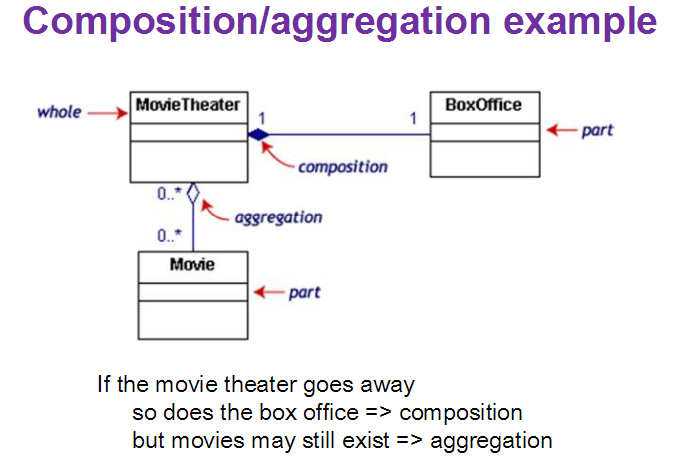 Composition/aggregation example
whole
MovieTheater
1
1
BoxOffice
part
composition
0..*
aggregation
0..*
Movie
part
If the movie theater goes away
so does the box office => composition
but movies may still exist => aggregation